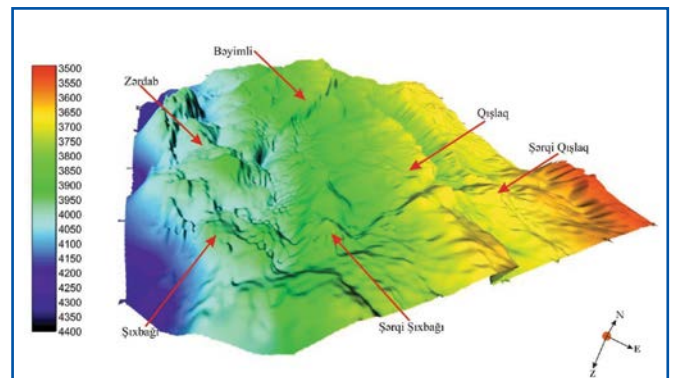 Bəyimli
Zərdab
Qışlaq
Şərqi Qışlaq
Şıxbağı
Şərqi Şıxbağı
3500
3550
3600
3650
3700
3750
3800
3850
3900
3950
4000
4050
4100
4150
4200
4250
4300
4350
4400
N
E
Z